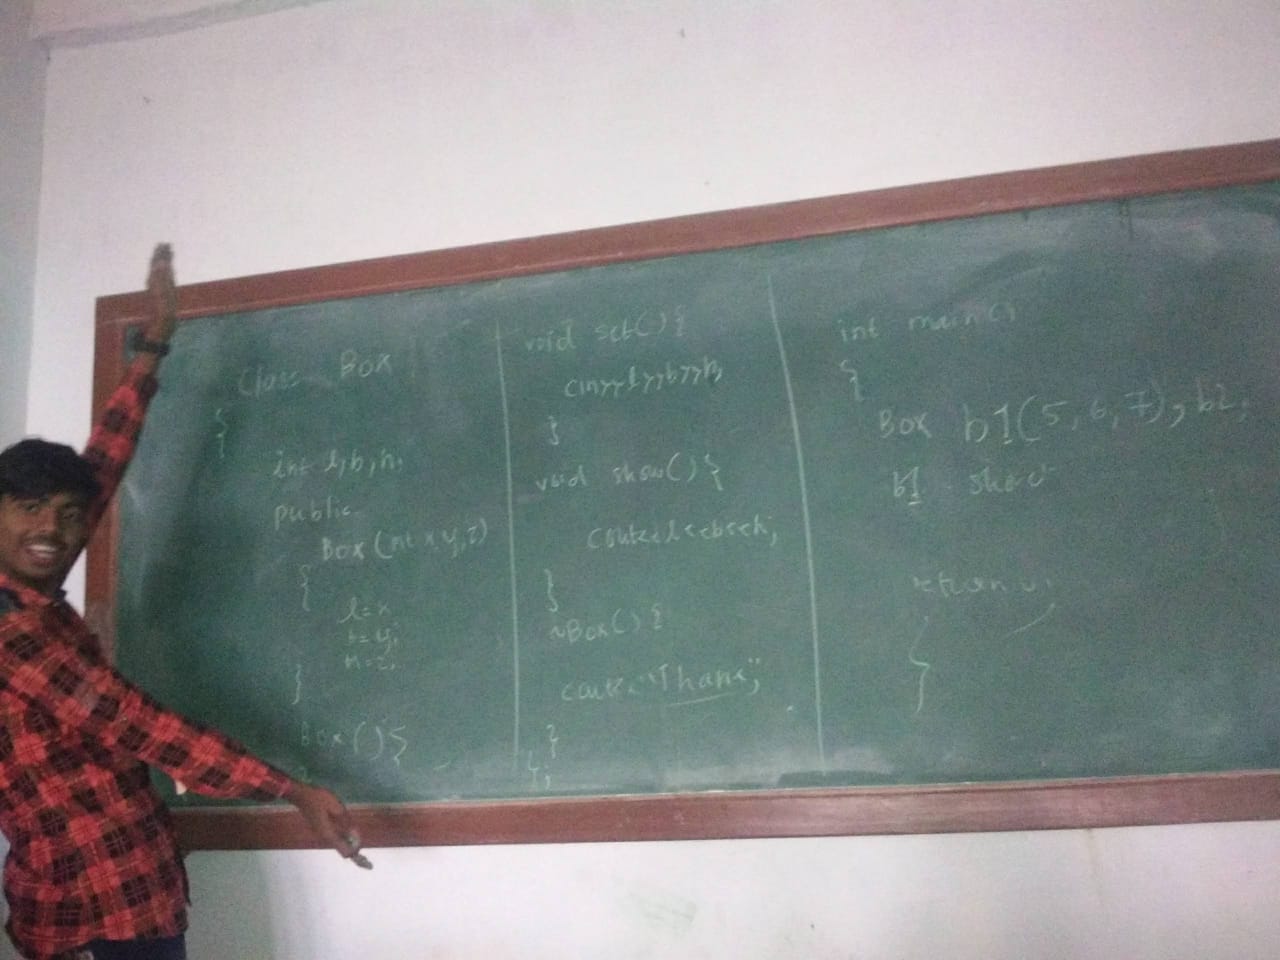 Class Box
{
int l,b,h;
public
Box (int x,y,z)
{
l=x
b=y;
h=z;
}
Box(){
}
void set(){
cin>>l>>b>>h;
}
void show(){
cout<<l<<b<<h;
}
~Box(){
cout<<"Thank";
}
};
int main()
{
Box b1(5,6,7),b2;
b1. show
return 0;
}